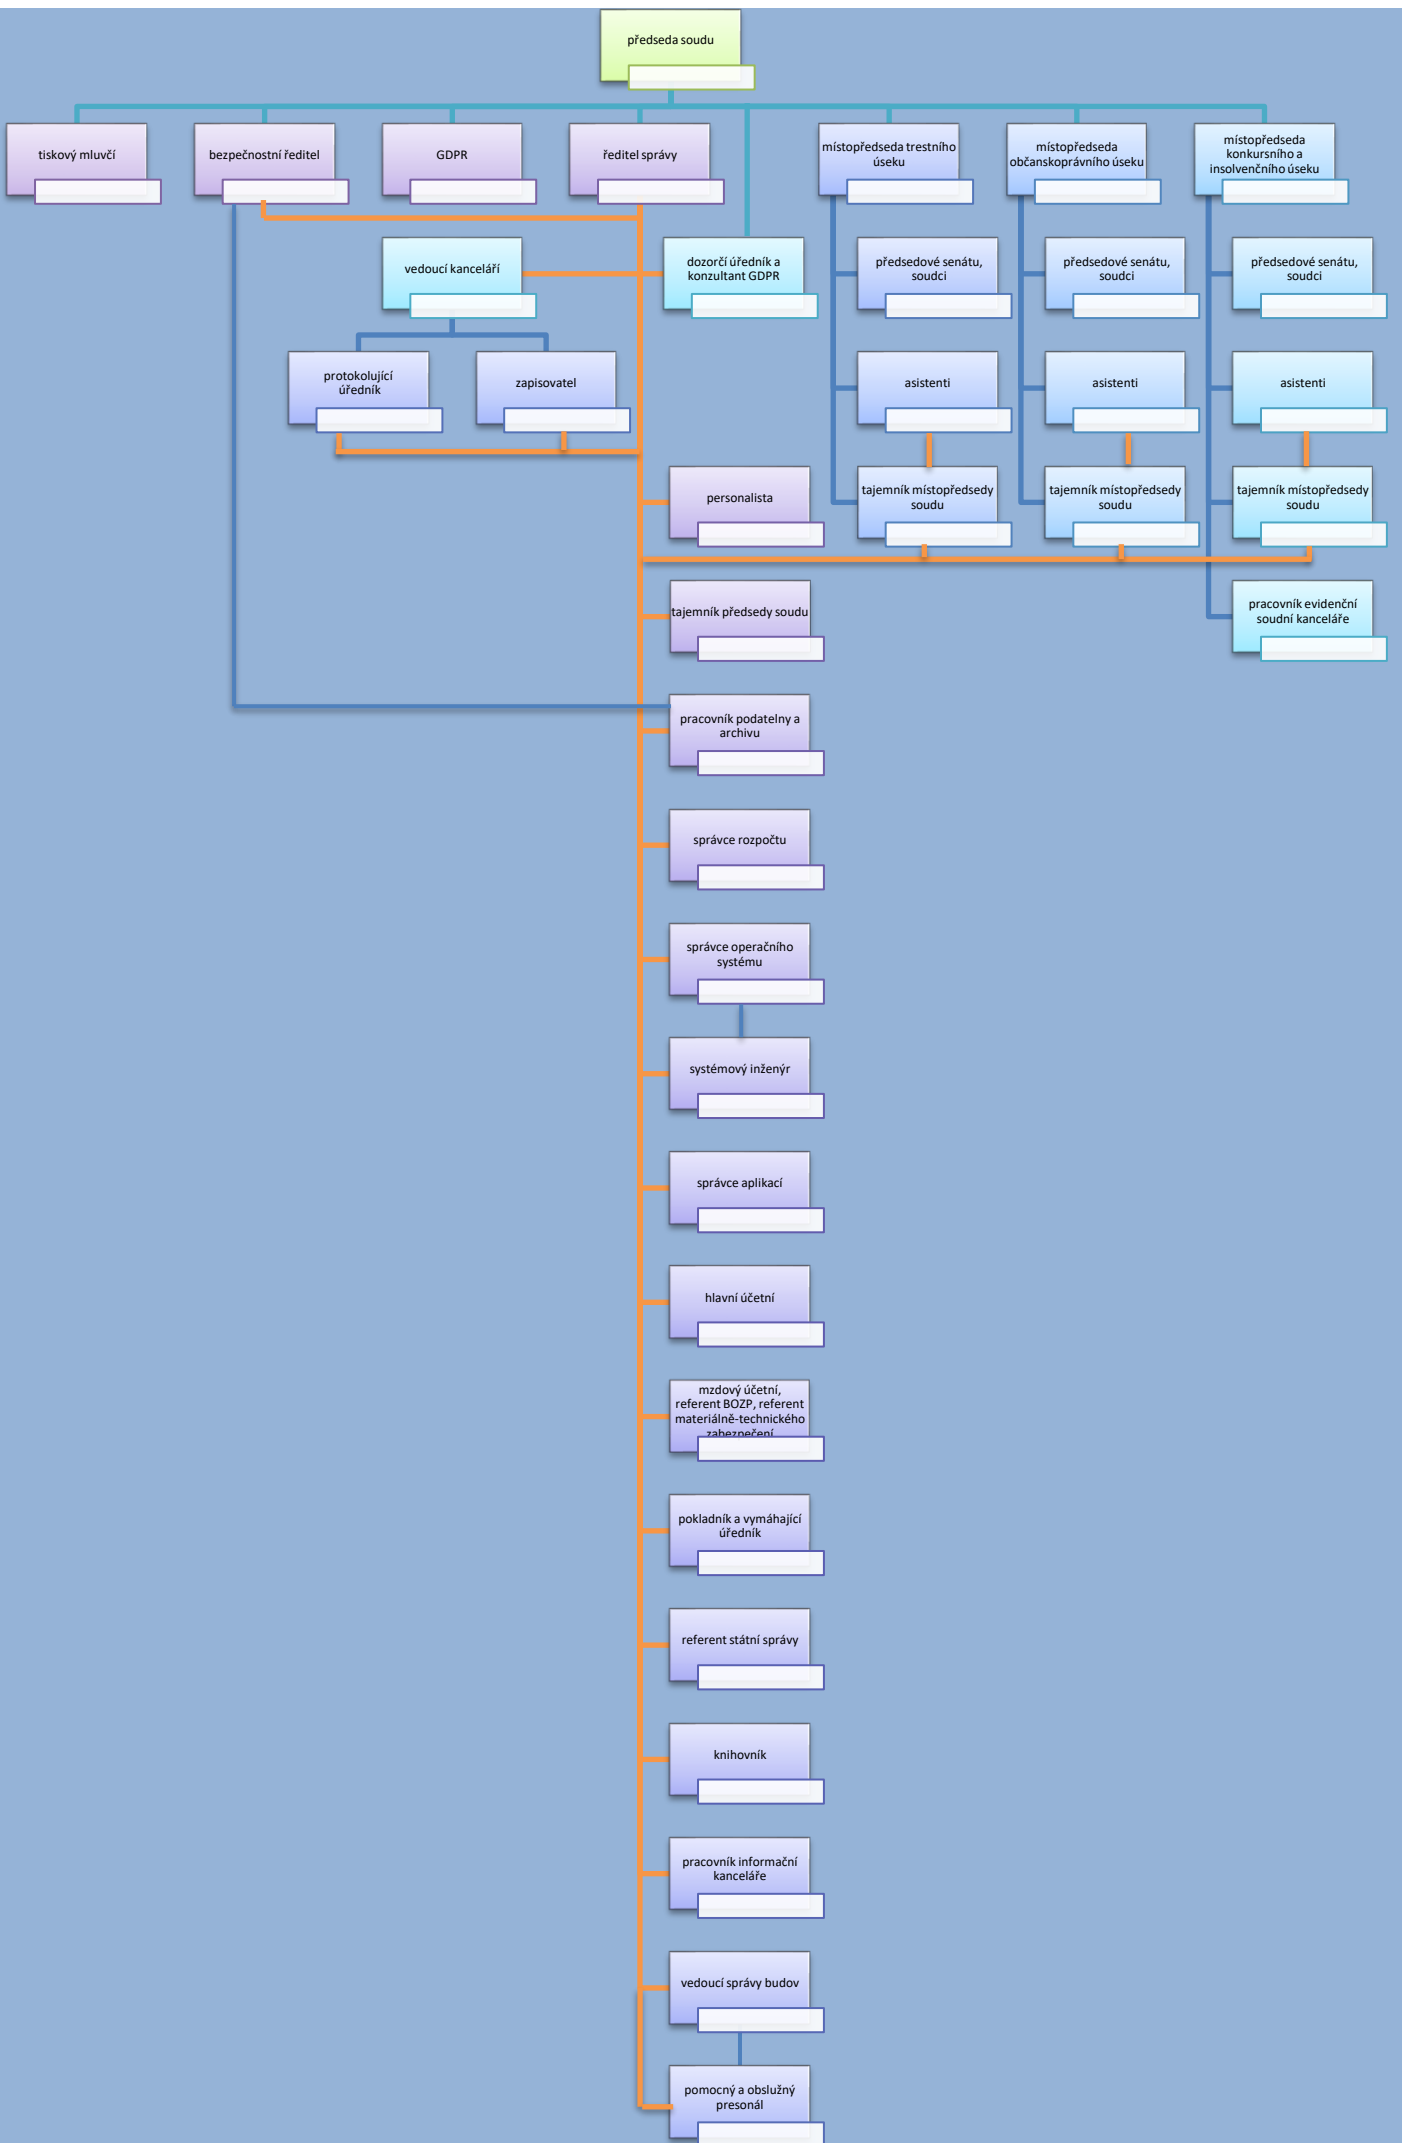 předseda soudu
tiskový mluvčí
bezpečnostní ředitel
GDPR
ředitel správy
místopředseda trestního
úseku
místopředseda
občanskoprávního úseku
místopředseda
konkursního a
insolvenčního úseku
vedoucí kanceláří
dozorčí úředník a
konzultant GDPR
předsedové senátu,
soudci
předsedové senátu,
soudci
předsedové senátu,
soudci
protokolující
úředník
zapisovatel
asistenti
asistenti
asistenti
personalista
tajemník místopředsedy
soudu
tajemník místopředsedy
soudu
tajemník místopředsedy
soudu
tajemník předsedy soudu
pracovník evidenční
soudní kanceláře
pracovník podatelny a
archivu
správce rozpočtu
správce operačního
systému
systémový inženýr
správce aplikací
hlavní účetní
mzdový účetní,
referent BOZP, referent
materiálně-technického
zabezpečení
pokladník a vymáhající
úředník
referent státní správy
knihovník
pracovník informační
kanceláře
vedoucí správy budov
pomocný a obslužný
presonál